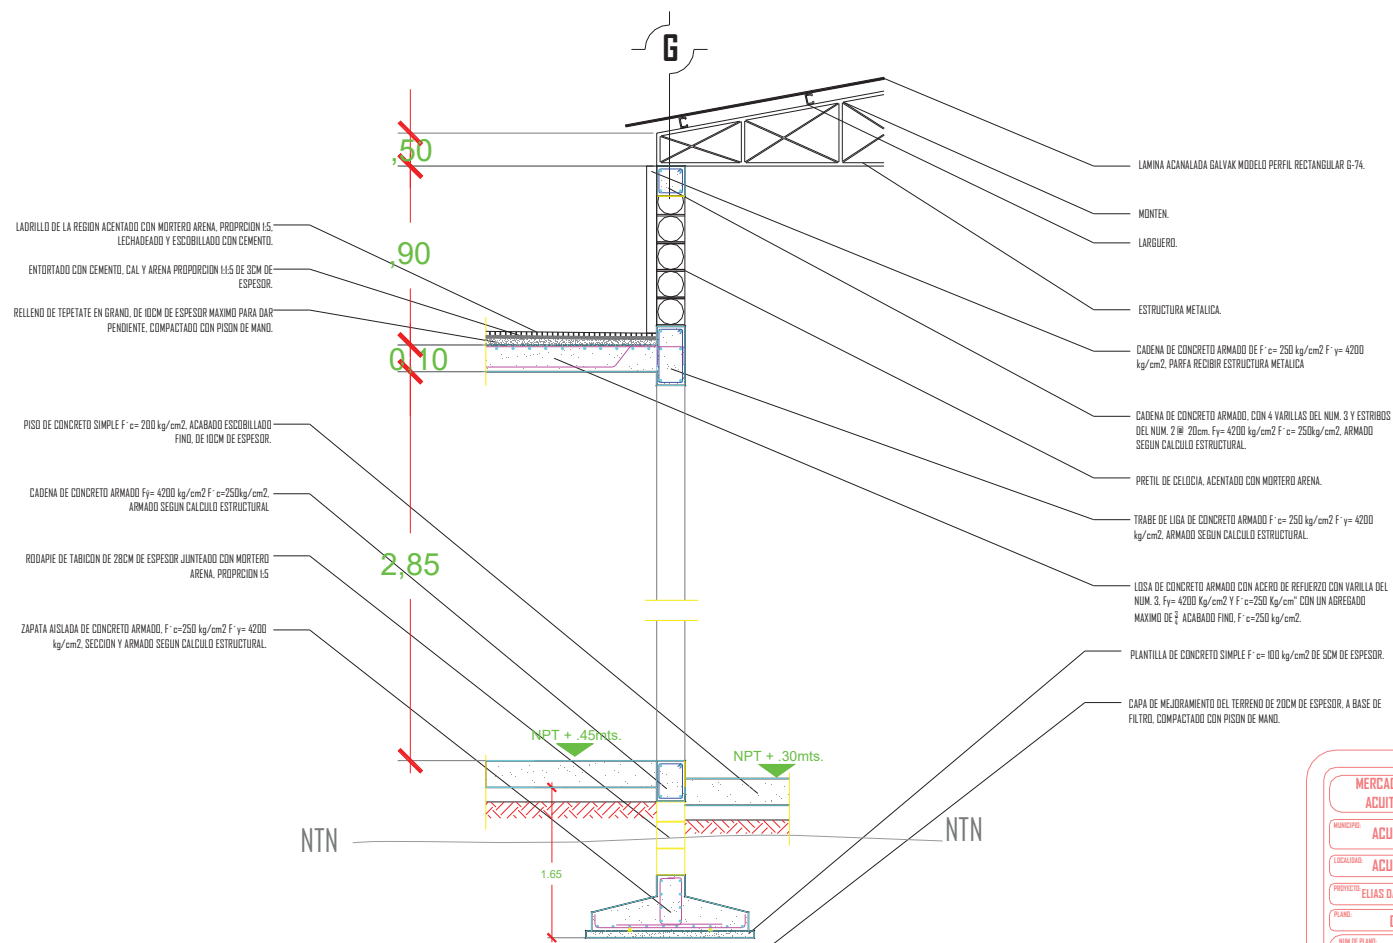 G
,50
,90
0,10
2,85
1.65
LADRILLO DE LA REGION ACENTADO CON MORTERO ARENA, PROPRCION 1:5,
LECHADEADO Y ESCOBILLADO CON CEMENTO.
ENTORTADO CON CEMENTO, CAL Y ARENA PROPORCION 1:1:5 DE 3CM DE
ESPESOR.
RELLENO DE TEPETATE EN GRANO, DE 10CM DE ESPESOR MAXIMO PARA DAR
PENDIENTE, COMPACTADO CON PISON DE MANO.
PISO DE CONCRETO SIMPLE F´c= 200 kg/cm2, ACABADO ESCOBILLADO
FINO, DE 10CM DE ESPESOR.
CADENA DE CONCRETO ARMADO Fy= 4200 kg/cm2 F´c=250kg/cm2,
ARMADO SEGUN CALCULO ESTRUCTURAL
RODAPIE DE TABICON DE 28CM DE ESPESOR JUNTEADO CON MORTERO
ARENA, PROPRCION 1:5
ZAPATA AISLADA DE CONCRETO ARMADO, F´c=250 kg/cm2 F´y= 4200
kg/cm2, SECCION Y ARMADO SEGUN CALCULO ESTRUCTURAL.
LAMINA ACANALADA GALVAK MODELO PERFIL RECTANGULAR G-74.
MONTEN.
LARGUERO.
ESTRUCTURA METALICA.
CADENA DE CONCRETO ARMADO DE F´c= 250 kg/cm2 F´y= 4200
kg/cm2, PARFA RECIBIR ESTRUCTURA METALICA
CADENA DE CONCRETO ARMADO, CON 4 VARILLAS DEL NUM. 3 Y ESTRIBOS
DEL NUM. 2 @ 20cm. Fy= 4200 kg/cm2 F´c= 250kg/cm2, ARMADO
SEGUN CALCULO ESTRUCTURAL.
PRETIL DE CELOCIA, ACENTADO CON MORTERO ARENA.
TRABE DE LIGA DE CONCRETO ARMADO F´c= 250 kg/cm2 F´y= 4200
kg/cm2, ARMADO SEGUN CALCULO ESTRUCTURAL.
LOSA DE CONCRETO ARMADO CON ACERO DE REFUERZO CON VARILLA DEL
NUM. 3, Fy= 4200 Kg/cm2 Y F´c=250 Kg/cm" CON UN AGREGADO
MAXIMO DE 3/4 ACABADO FINO, F´c=250 kg/cm2.
PLANTILLA DE CONCRETO SIMPLE F´c= 100 kg/cm2 DE 5CM DE ESPESOR.
CAPA DE MEJORAMIENTO DEL TERRENO DE 20CM DE ESPESOR, A BASE DE
FILTRO, COMPACTADO CON PISON DE MANO.
NPT + .45mts.
NPT + .30mts.
NTN
NTN
MERCAD
ACUIT
MUNICIPIO: ACU
LOCALIDAD: ACU
PROYECTO: ELIAS D
PLANO:
NUM DE PLANO: